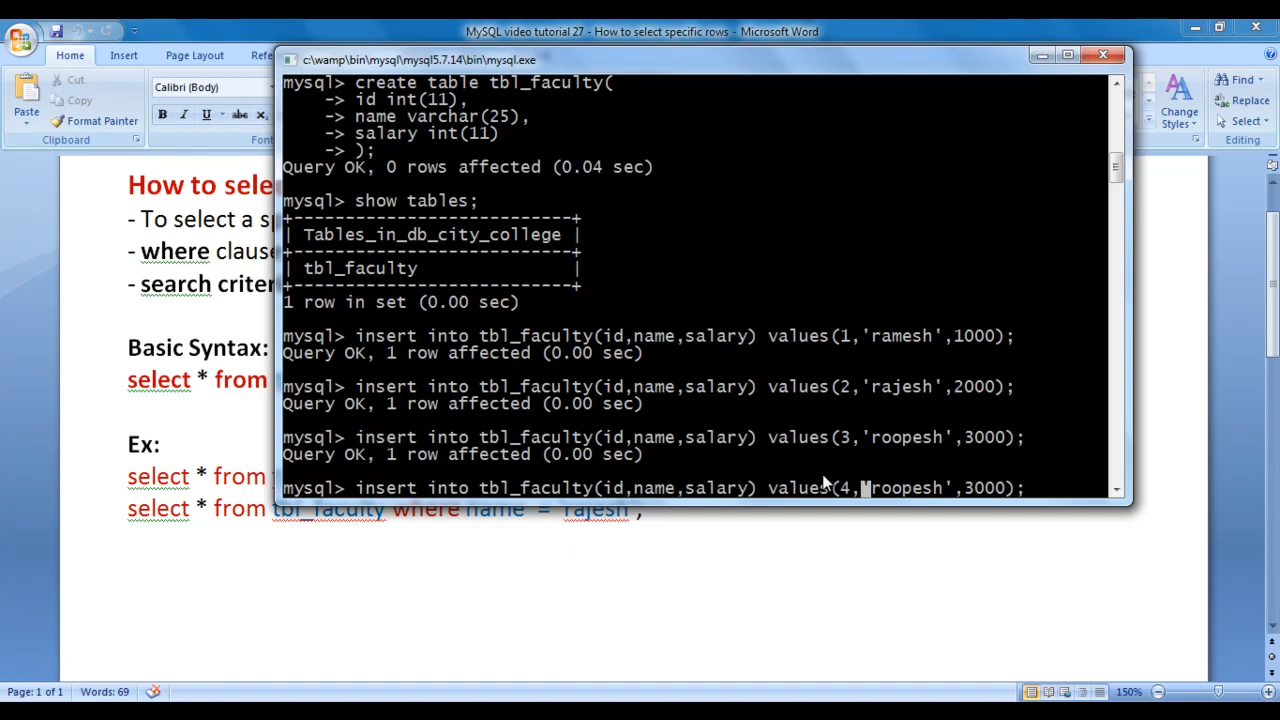 MySQL video tutorial 27 - How to select specific rows - Microsoft Word
Home Insert Page Layout
Cut
Copy
Paste
Format Painter
Clipboard
Calibri (Body)
B I U abe
Find
Replace
Select
Change
Styles
Editing
c:\wamp\bin\mysql\mysql5.7.14\bin\mysql.exe
mysql> create table tbl_faculty(
-> id int(11),
-> name varchar(25),
-> salary int(11)
-> );
Query OK, 0 rows affected (0.04 sec)
mysql> show tables;
+---------------------------+
| Tables_in_db_city_college |
+---------------------------+
| tbl_faculty               |
+---------------------------+
1 row in set (0.00 sec)
mysql> insert into tbl_faculty(id,name,salary) values(1,'ramesh',1000);
Query OK, 1 row affected (0.00 sec)
mysql> insert into tbl_faculty(id,name,salary) values(2,'rajesh',2000);
Query OK, 1 row affected (0.00 sec)
mysql> insert into tbl_faculty(id,name,salary) values(3,'roopesh',3000);
Query OK, 1 row affected (0.00 sec)
mysql> insert into tbl_faculty(id,name,salary) values(4,'roopesh',3000);
How to sele
- To select a s
- where claus
- search criter
Basic Syntax:
select * from
Ex:
select * from
select * from tbl_faculty where name = 'rajesh';
Page: 1 of 1 Words: 69
150%